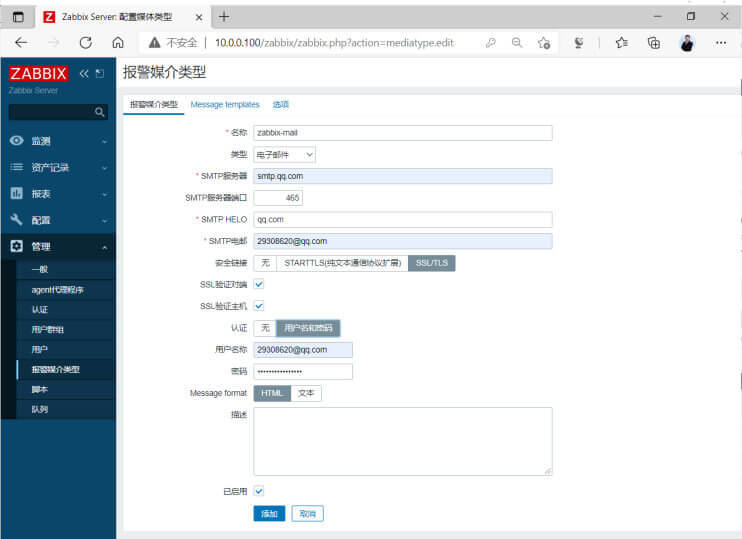 Zabbix Server: 配置媒体类型
不安全 10.0.0.100/zabbix/zabbix.php?action=mediatype.edit
ZABBIX
Zabbix Server
监测
资产记录
报表
配置
管理
一般
agent代理程序
认证
用户群组
用户
报警媒介类型
脚本
队列
报警媒介类型
报警媒介类型 Message templates 选项
* 名称 zabbix-mail
类型 电子邮件
* SMTP服务器 smtp.qq.com
SMTP服务器端口 465
* SMTP HELO qq.com
* SMTP电邮 29308620@qq.com
安全链接 无 STARTTLS(纯文本通信协议扩展) SSL/TLS
SSL验证对端
SSL验证主机
认证 无 用户名和密码
用户名称 29308620@qq.com
密码 ••••••••••••••••
Message format HTML 文本
描述
已启用
添加 取消